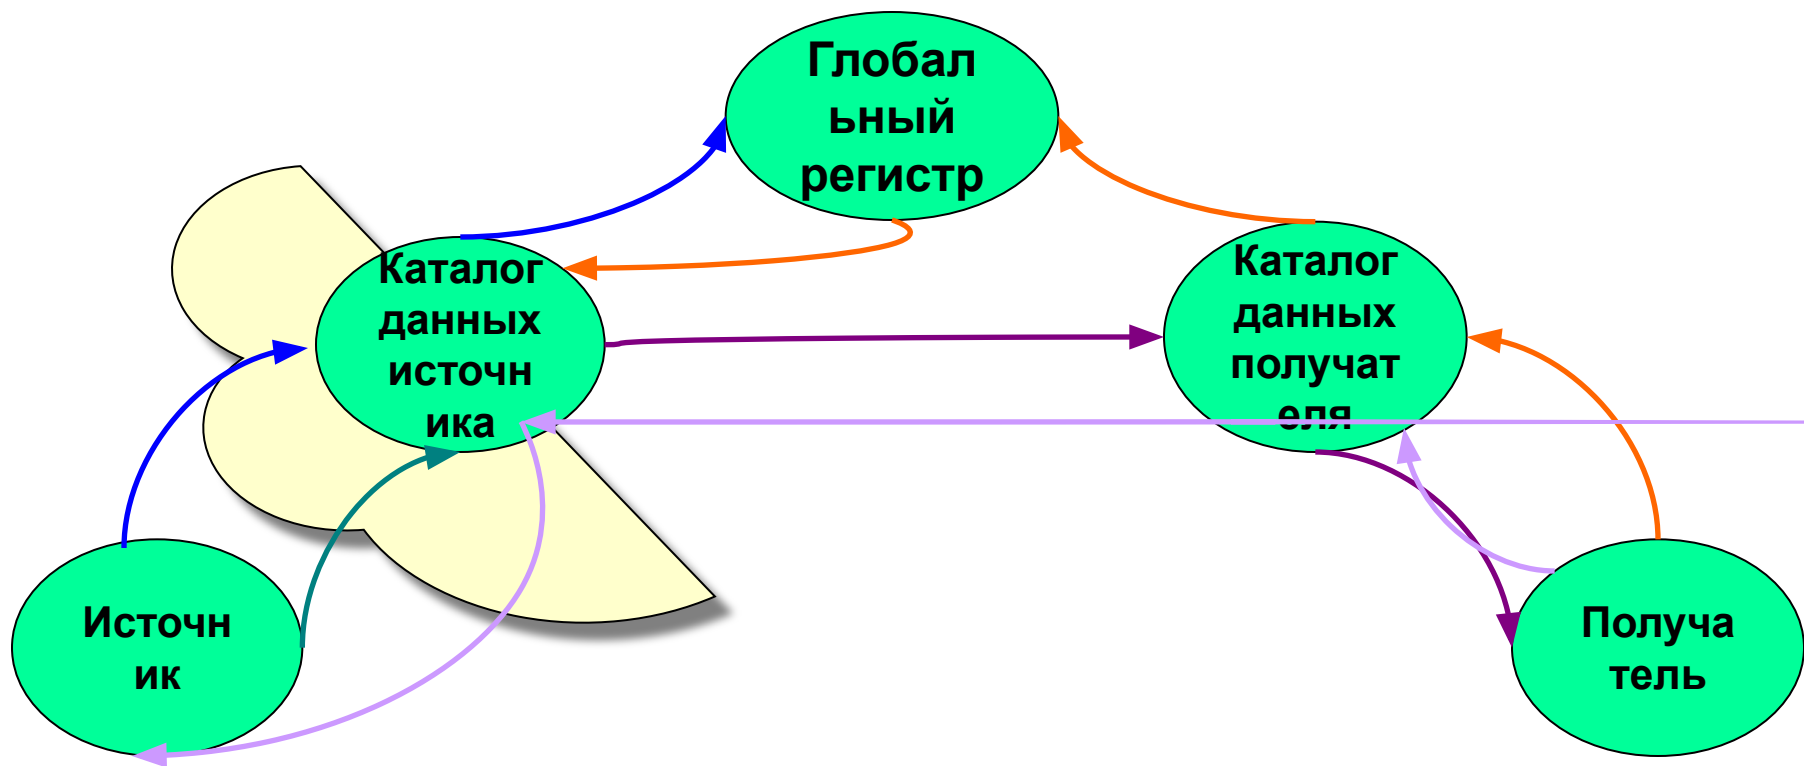 Глобал
ьный
регистр
Каталог
данных
источн
ика
Каталог
данных
получат
еля
Источн
ик
Получа
тель